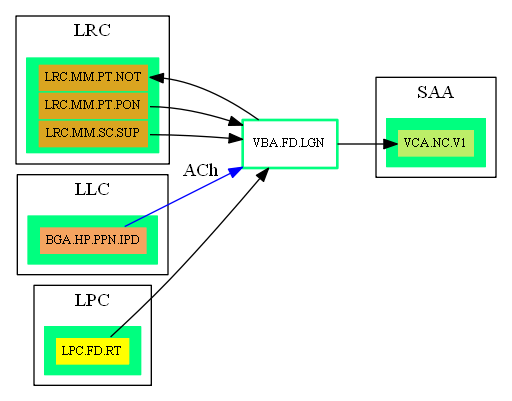 LRC
LRC.MM.PT.NOT
LRC.MM.PT.PON
LRC.MM.SC.SUP
SAA
VBA.FD.LGN
VCA.NC.V1
ACh
LLC
BGA.HP.PPN.IPD
LPC
LPC.FD.RT